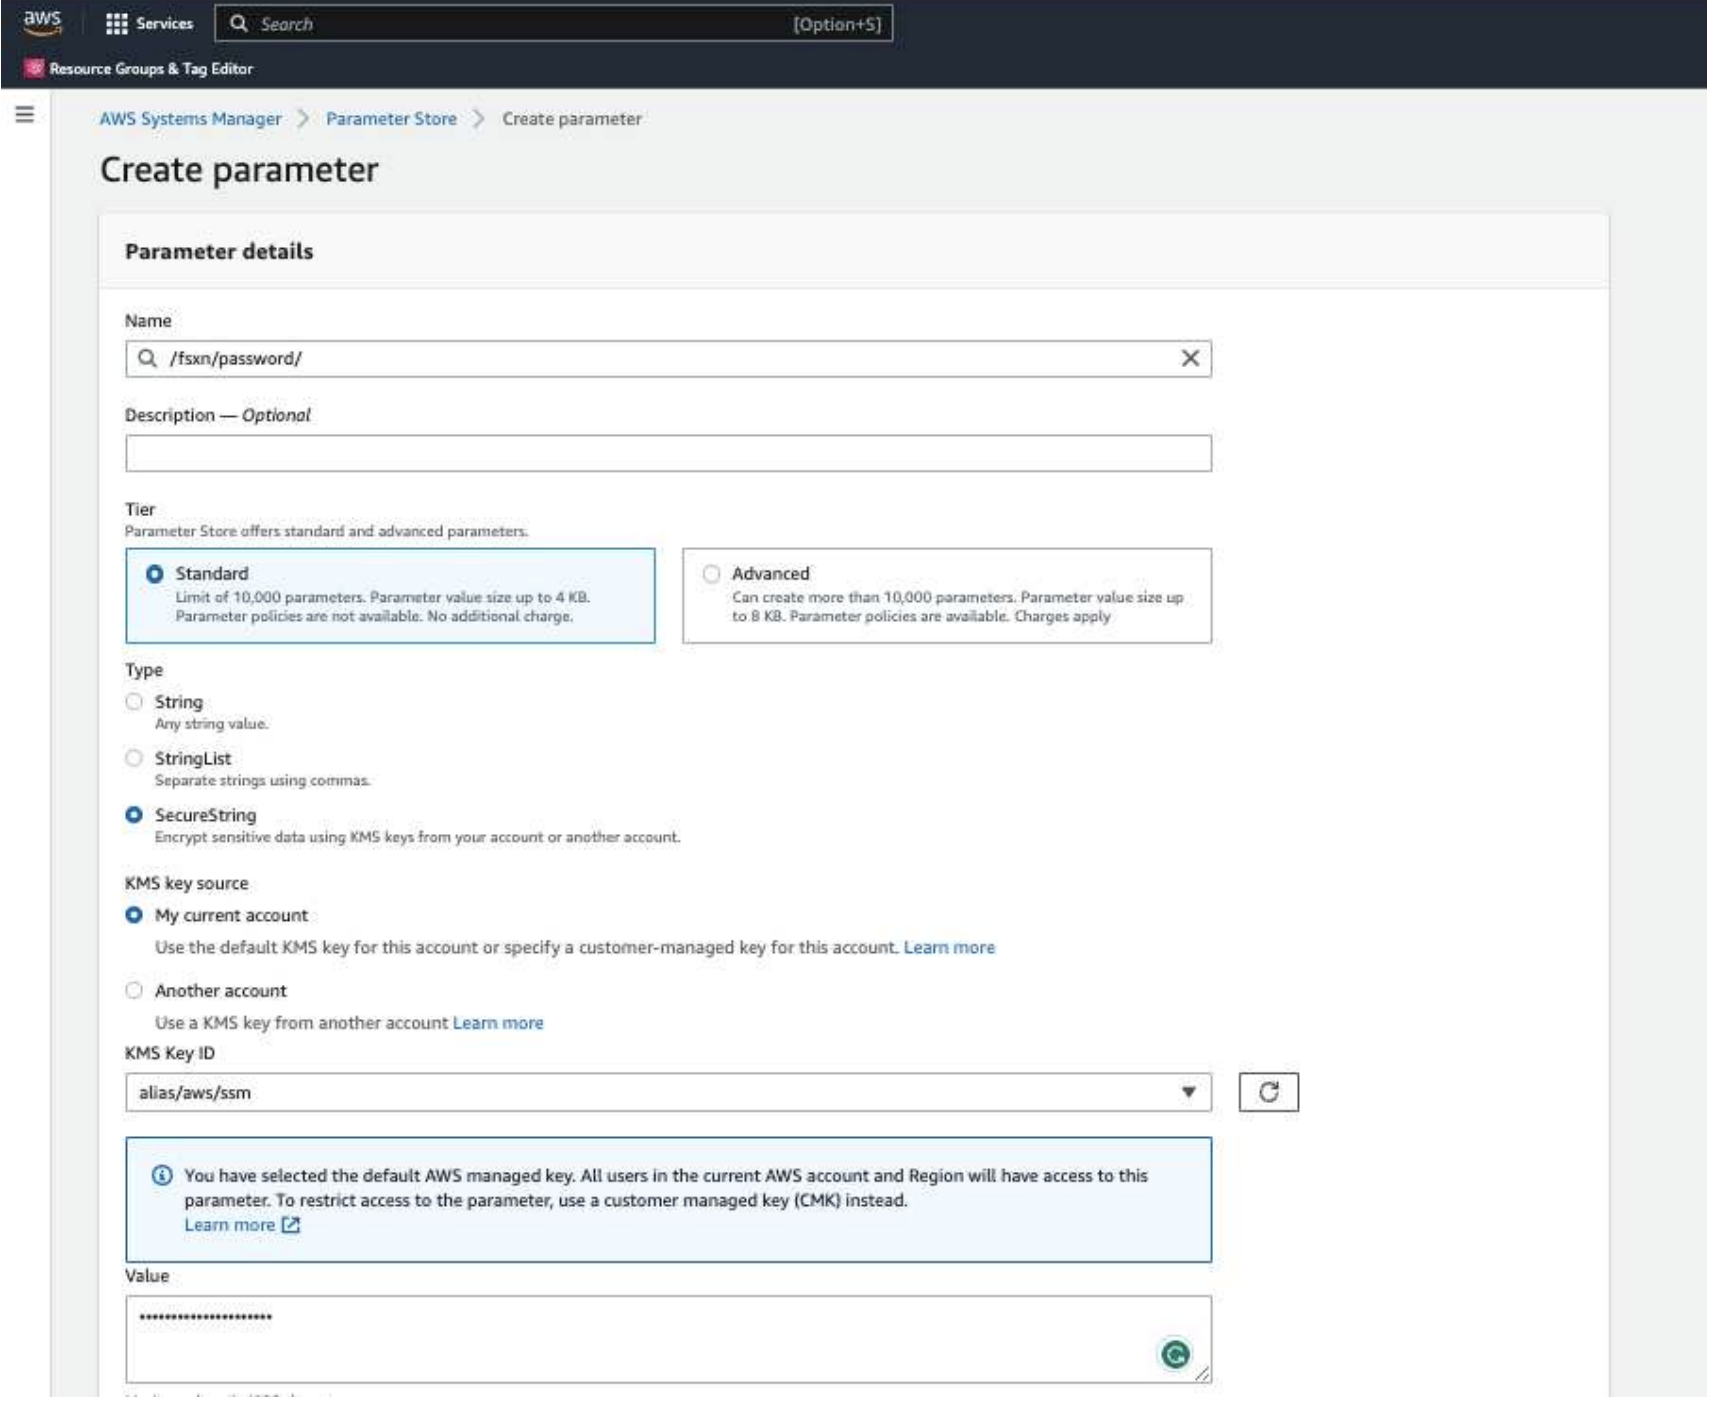 aws
Services
Search
[Option+S]
Resource Groups & Tag Editor
AWS Systems Manager
Parameter Store
Create parameter
Create parameter
Parameter details
Name
/fsxn/password/
Description — Optional
Tier
Parameter Store offers standard and advanced parameters.
Standard
Limit of 10,000 parameters. Parameter value size up to 4 KB.
Parameter policies are not available. No additional charge.
Advanced
Can create more than 10,000 parameters. Parameter value size up
to 8 KB. Parameter policies are available. Charges apply
Type
String
Any string value.
StringList
Separate strings using commas.
SecureString
Encrypt sensitive data using KMS keys from your account or another account.
KMS key source
My current account
Use the default KMS key for this account or specify a customer-managed key for this account. Learn more
Another account
Use a KMS key from another account Learn more
KMS Key ID
alias/aws/ssm
You have selected the default AWS managed key. All users in the current AWS account and Region will have access to this
parameter. To restrict access to the parameter, use a customer managed key (CMK) instead.
Learn more
Value
•••••••••••••••••••••